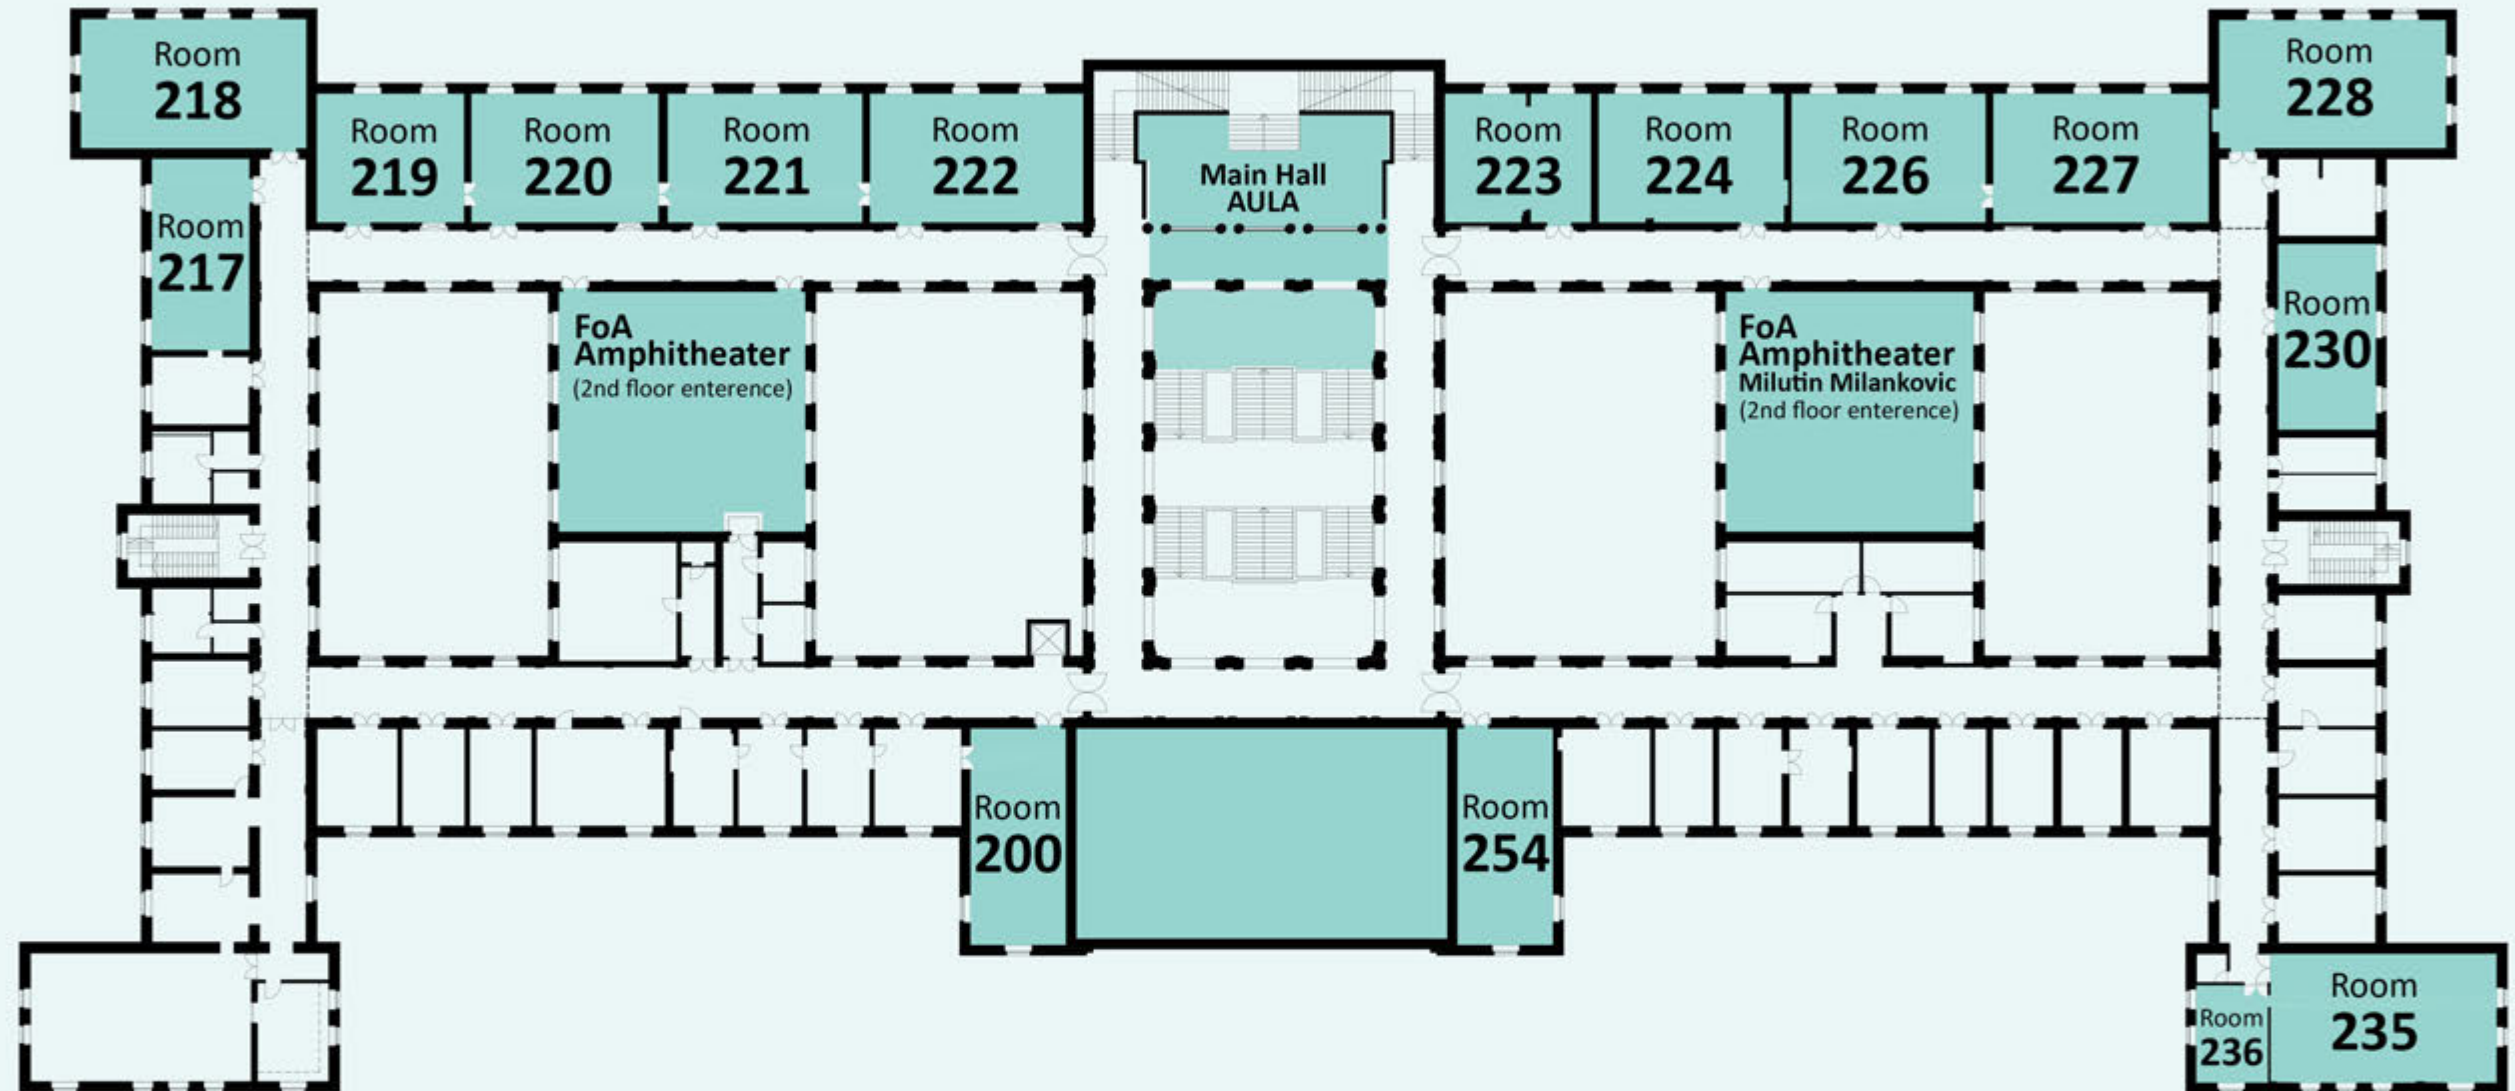 Room
218
Room
219
Room
220
Room
221
Room
222
Main Hall
AULA
Room
223
Room
224
Room
226
Room
227
Room
228
Room
217
FoA
Amphitheater
(2nd floor enterence)
FoA
Amphitheater
Milutin Milankovic
(2nd floor enterence)
Room
230
Room
200
Room
254
Room
236
Room
235